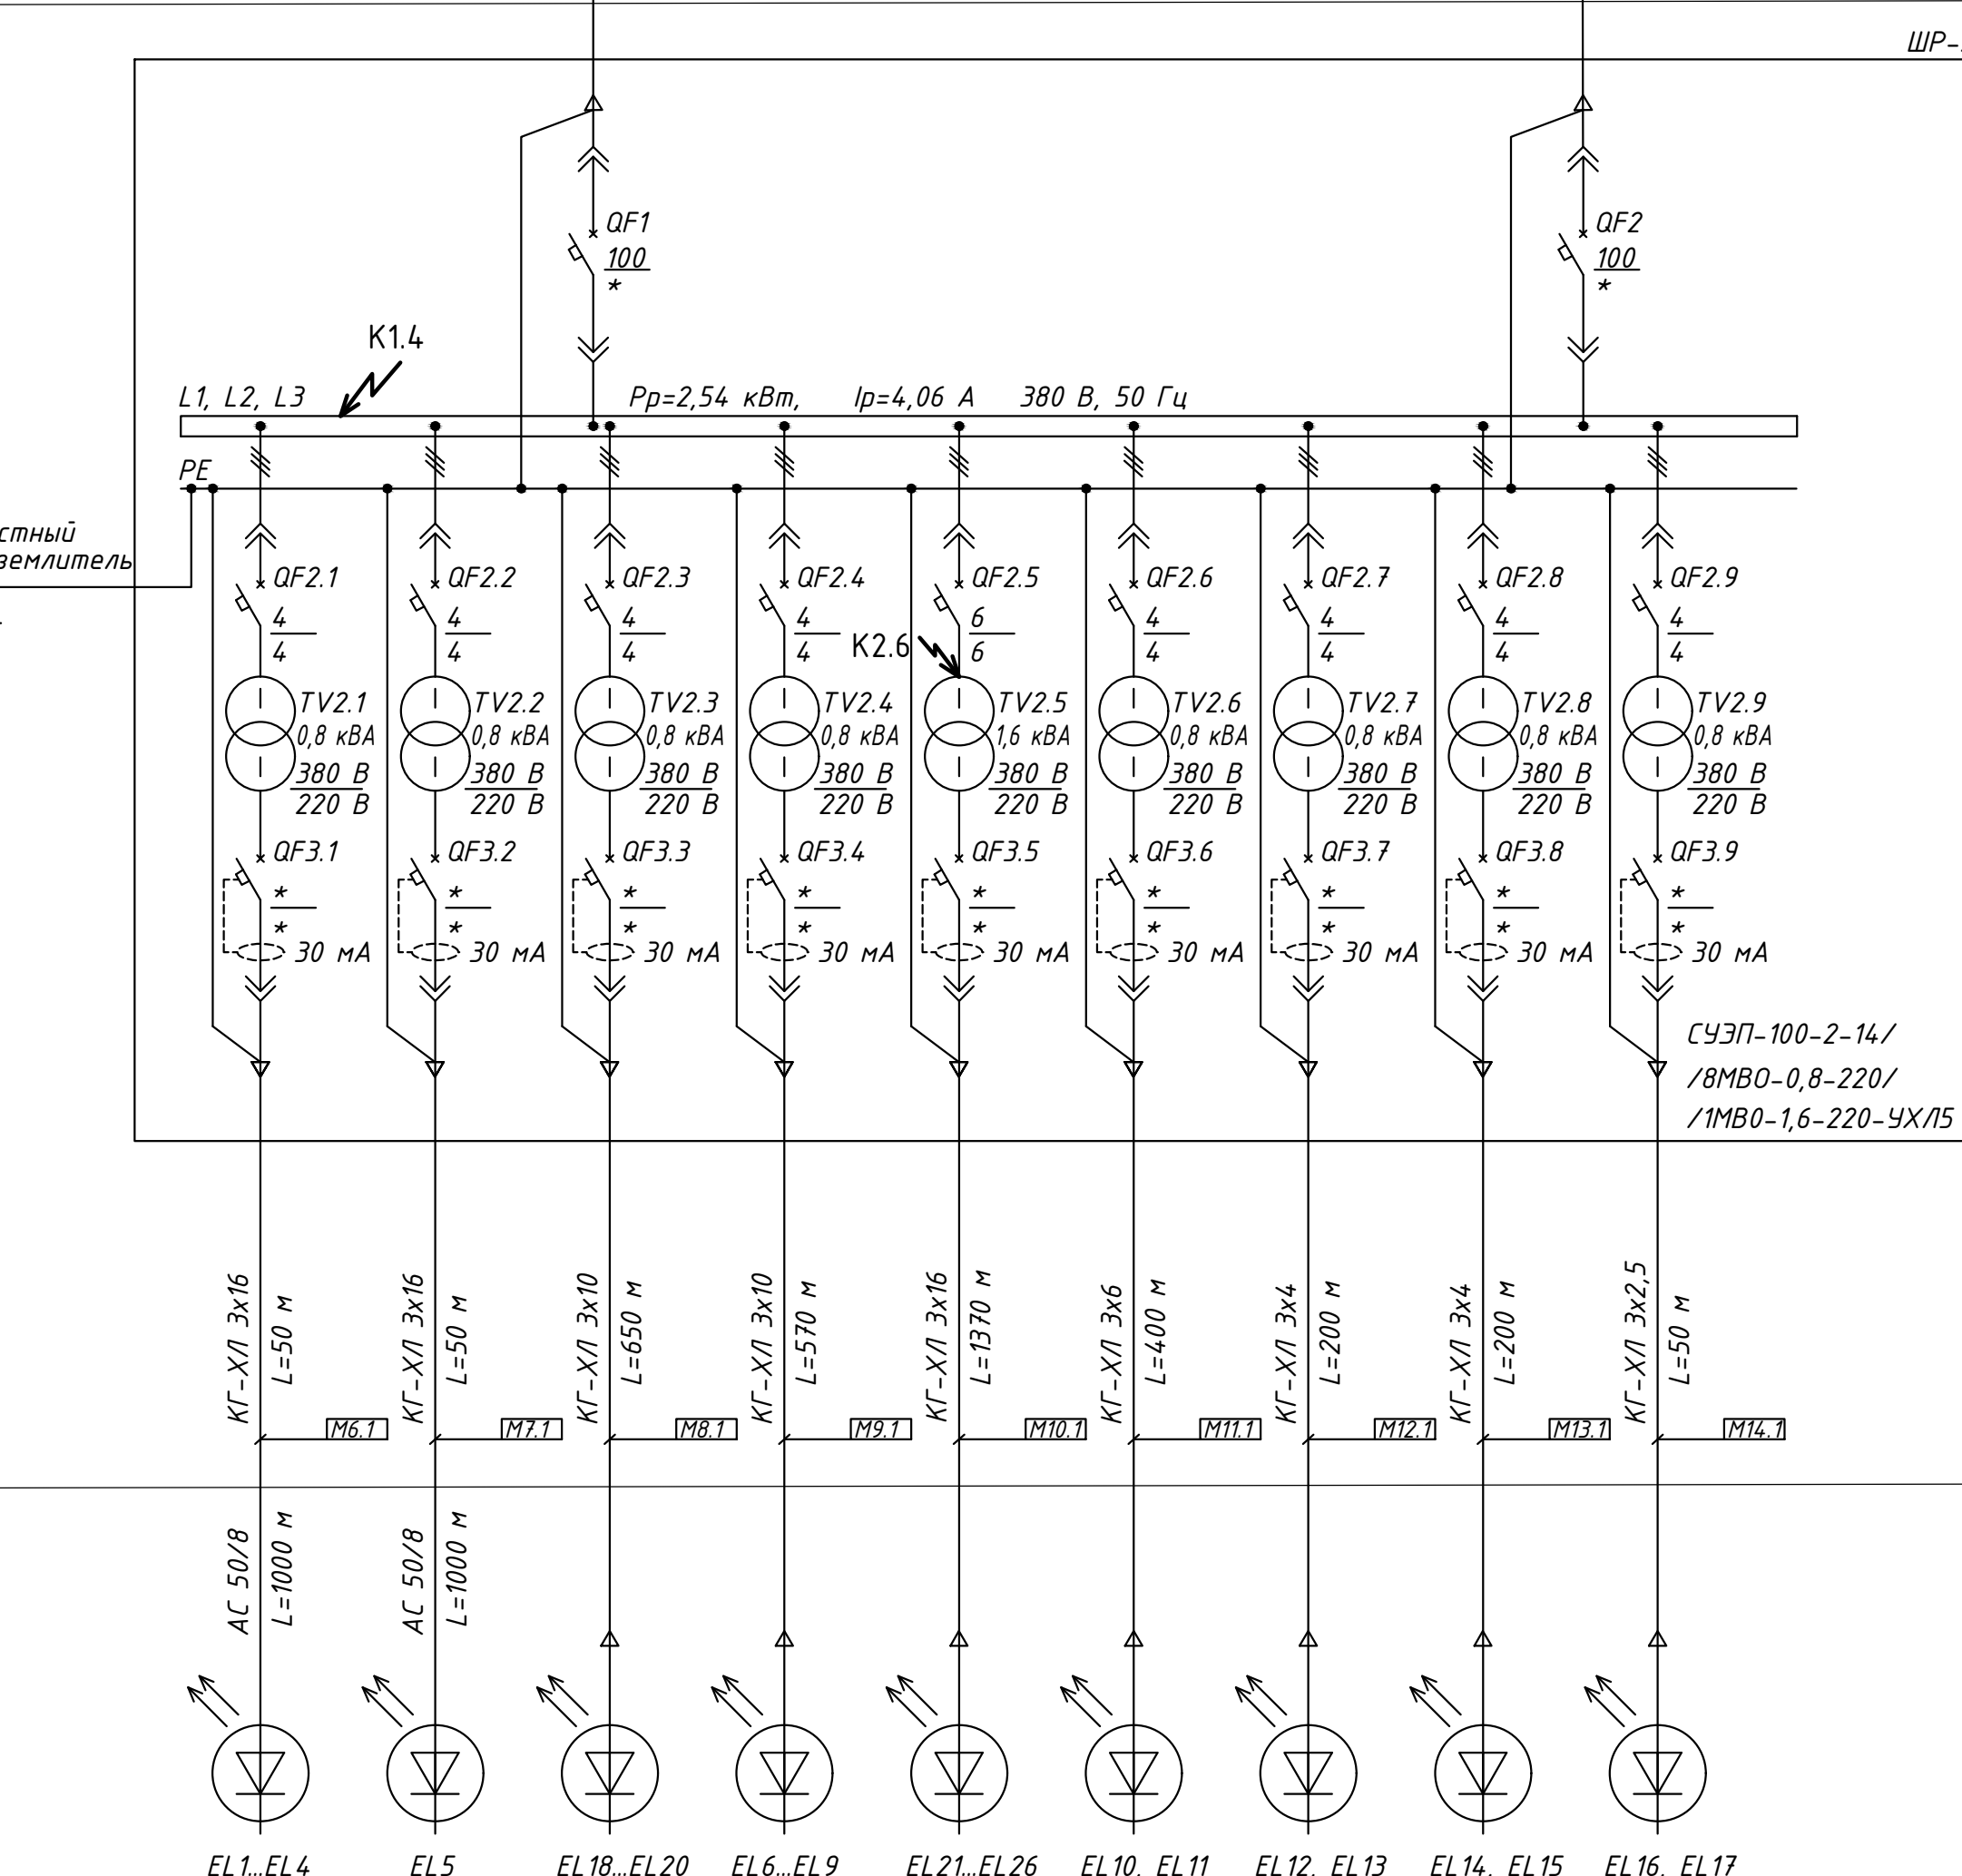 ШР-
QF1
100
*
QF2
100
*
К1.4
L1, L2, L3
Рр=2,54 кВт, Iр=4,06 А 380 В, 50 Гц
PE
стный
землитель
QF2.1 QF2.2 QF2.3 QF2.4 QF2.5 QF2.6 QF2.7 QF2.8 QF2.9
4 4 4 4 6 4 4 4 4
К2.6
4 4 4 4 6 4 4 4 4
TV2.1 TV2.2 TV2.3 TV2.4 TV2.5 TV2.6 TV2.7 TV2.8 TV2.9
0,8 кВА 0,8 кВА 0,8 кВА 0,8 кВА 1,6 кВА 0,8 кВА 0,8 кВА 0,8 кВА 0,8 кВА
380 В 380 В 380 В 380 В 380 В 380 В 380 В 380 В 380 В
220 В 220 В 220 В 220 В 220 В 220 В 220 В 220 В 220 В
QF3.1 QF3.2 QF3.3 QF3.4 QF3.5 QF3.6 QF3.7 QF3.8 QF3.9
* * * * * * * * *
* * * * * * * * *
30 мА 30 мА 30 мА 30 мА 30 мА 30 мА 30 мА 30 мА 30 мА
СУЭП-100-2-14/
/8МВО-0,8-220/
/1МВ0-1,6-220-УХЛ5
КГ-ХЛ 3х16
L=50 м
КГ-ХЛ 3х16
L=50 м
КГ-ХЛ 3х10
L=650 м
КГ-ХЛ 3х10
L=570 м
КГ-ХЛ 3х16
L=1370 м
КГ-ХЛ 3х6
L=400 м
КГ-ХЛ 3х4
L=200 м
КГ-ХЛ 3х4
L=200 м
КГ-ХЛ 3х2,5
L=50 м
М6.1 М7.1 М8.1 М9.1 М10.1 М11.1 М12.1 М13.1 М14.1
АС 50/8
L=1000 м
АС 50/8
L=1000 м
EL1...EL4 EL5 EL18...EL20 EL6...EL9 EL21...EL26 EL10, EL11 EL12, EL13 EL14, EL15 EL16, EL17